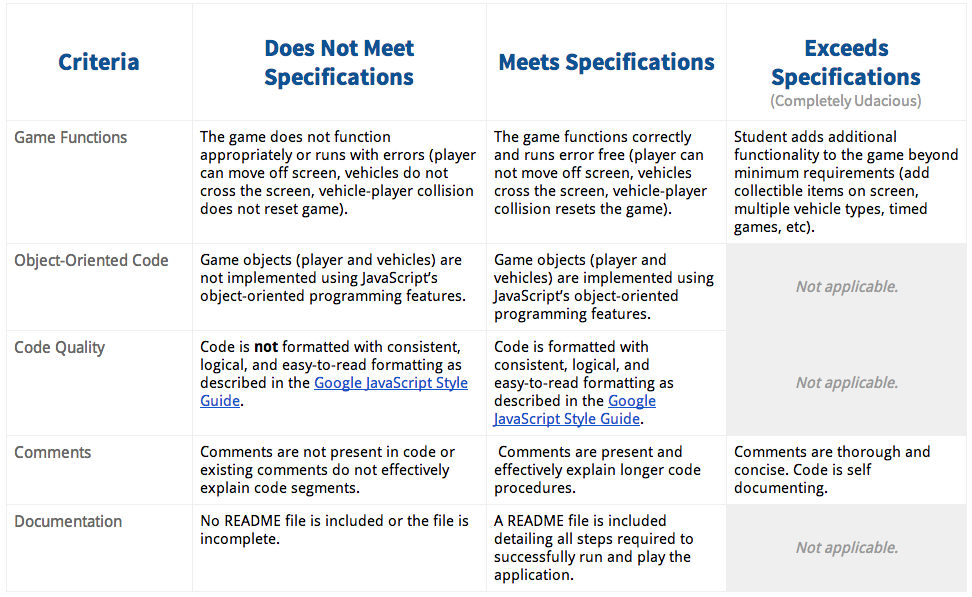 Criteria
Does Not Meet
Specifications
Meets Specifications
Exceeds
Specifications
(Completely Udacious)
Game Functions
The game does not function
appropriately or runs with errors (player
can move off screen, vehicles do not
cross the screen, vehicle-player collision
does not reset game).
The game functions correctly
and runs error free (player can
not move off screen, vehicles
cross the screen, vehicle-player
collision resets the game).
Student adds additional
functionality to the game beyond
minimum requirements (add
collectible items on screen,
multiple vehicle types, timed
games, etc).
Object-Oriented Code
Game objects (player and vehicles) are
not implemented using JavaScript's
object-oriented programming features.
Game objects (player and
vehicles) are implemented using
JavaScript's object-oriented
programming features.
Not applicable.
Code Quality
Code is not formatted with consistent,
logical, and easy-to-read formatting as
described in the Google JavaScript Style
Guide.
Code is formatted with
consistent, logical, and
easy-to-read formatting as
described in the Google
JavaScript Style Guide.
Not applicable.
Comments
Comments are not present in code or
existing comments do not effectively
explain code segments.
Comments are present and
effectively explain longer code
procedures.
Comments are thorough and
concise. Code is self
documenting.
Documentation
No README file is included or the file is
incomplete.
A README file is included
detailing all steps required to
successfully run and play the
application.
Not applicable.